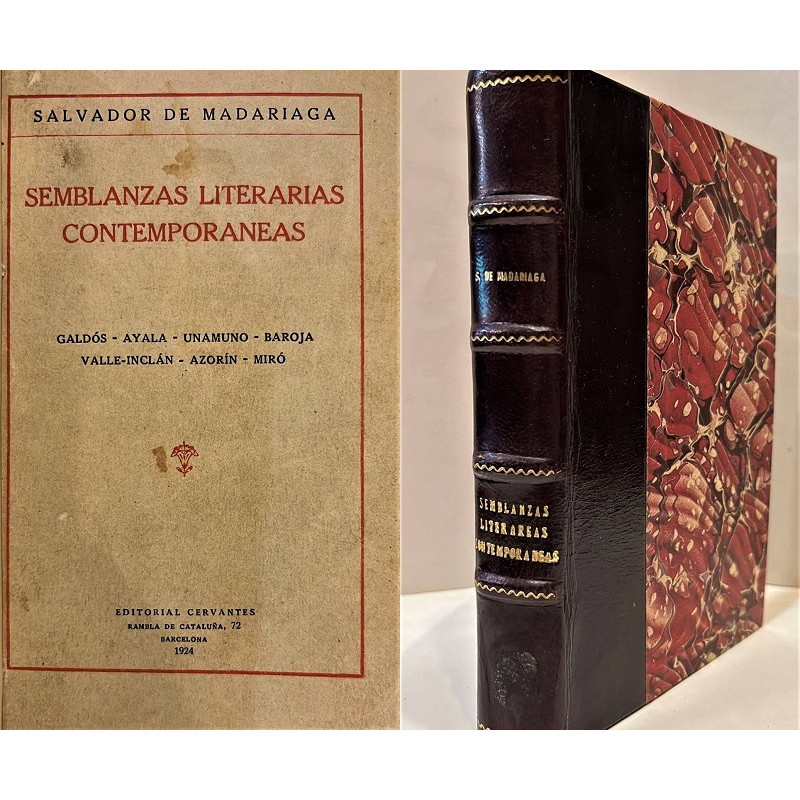 SALVADOR DE MADARIAGA
SEMBLANZAS LITERARIAS
CONTEMPORANEAS
GALDÓS - AYALA - UNAMUNO - BAROJA
VALLE-INCLÁN - AZORÍN - MIRÓ
EDITORIAL CERVANTES
RAMBLA DE CATALUÑA, 72
BARCELONA
1924
S. DE MADARIAGA
SEMBLANZAS
LITERAREAS
CONTEMPORANEAS